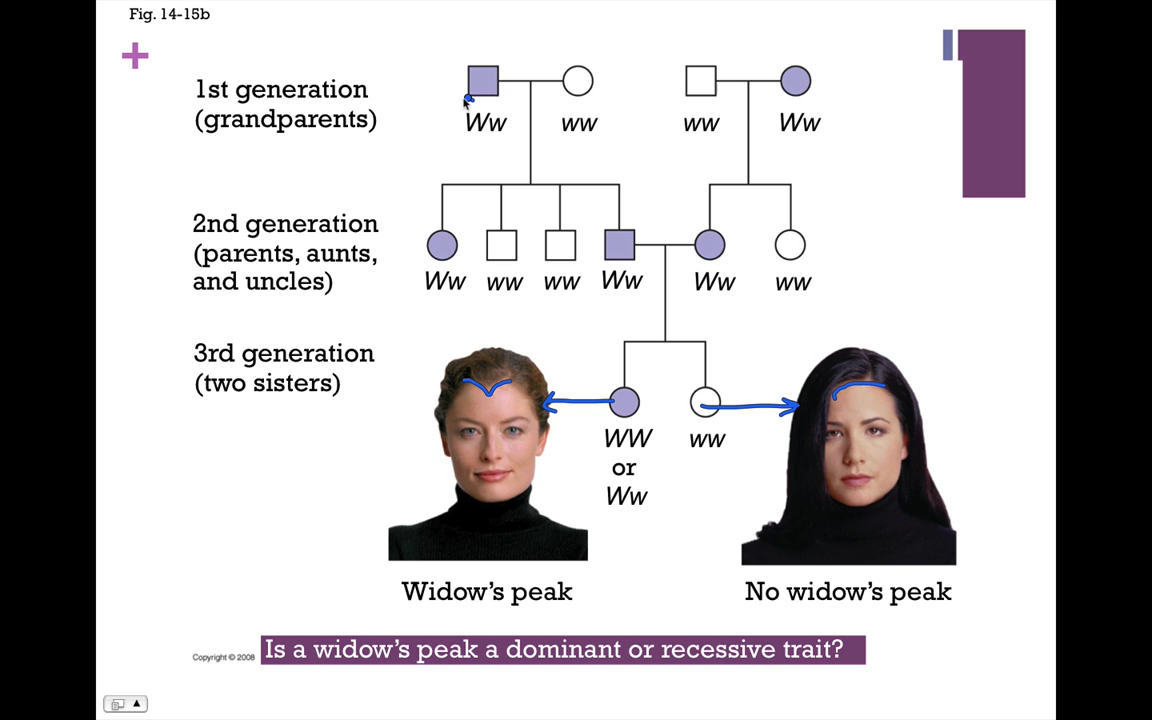 Fig. 14-15b
1st generation
(grandparents)
Ww ww ww Ww
2nd generation
(parents, aunts,
and uncles)
Ww ww ww Ww Ww ww
3rd generation
(two sisters)
WW
or
Ww
ww
Widow's peak
No widow's peak
Is a widow's peak a dominant or recessive trait?
Copyright © 2008